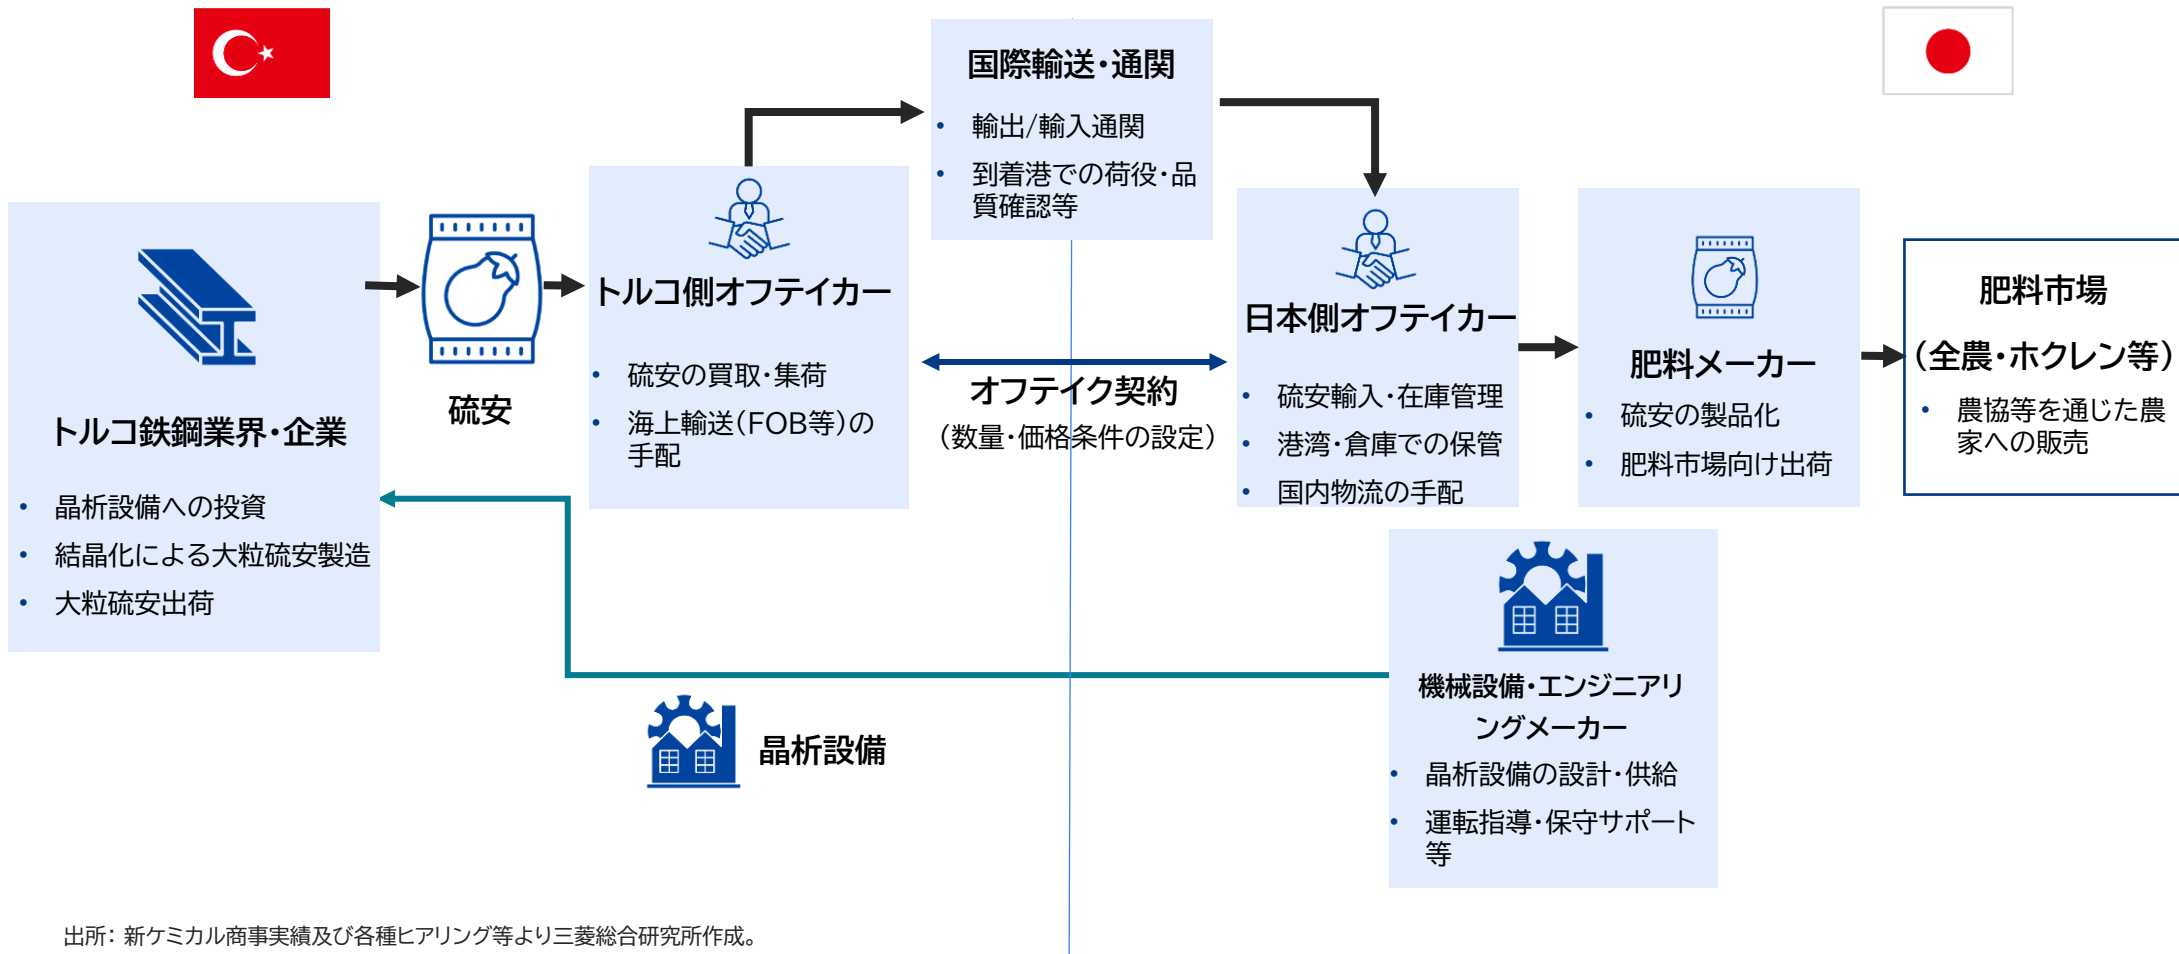 国際輸送・通関
• 輸出/輸入通関
• 到着港での荷役・品
質確認等
トルコ鉄鋼業界・企業
• 晶析設備への投資
• 結晶化による大粒硫安製造
• 大粒硫安出荷
硫安
トルコ側オフテイカー
• 硫安の買取・集荷
• 海上輸送(FOB等)の
手配
オフテイク契約
(数量・価格条件の設定)
日本側オフテイカー
• 硫安輸入・在庫管理
• 港湾・倉庫での保管
• 国内物流の手配
肥料メーカー
• 硫安の製品化
• 肥料市場向け出荷
肥料市場
(全農・ホクレン等)
• 農協等を通じた農
家への販売
機械設備・エンジニアリ
ングメーカー
• 晶析設備の設計・供給
• 運転指導・保守サポート
等
晶析設備
出所: 新ケミカル商事実績及び各種ヒアリング等より三菱総合研究所作成。